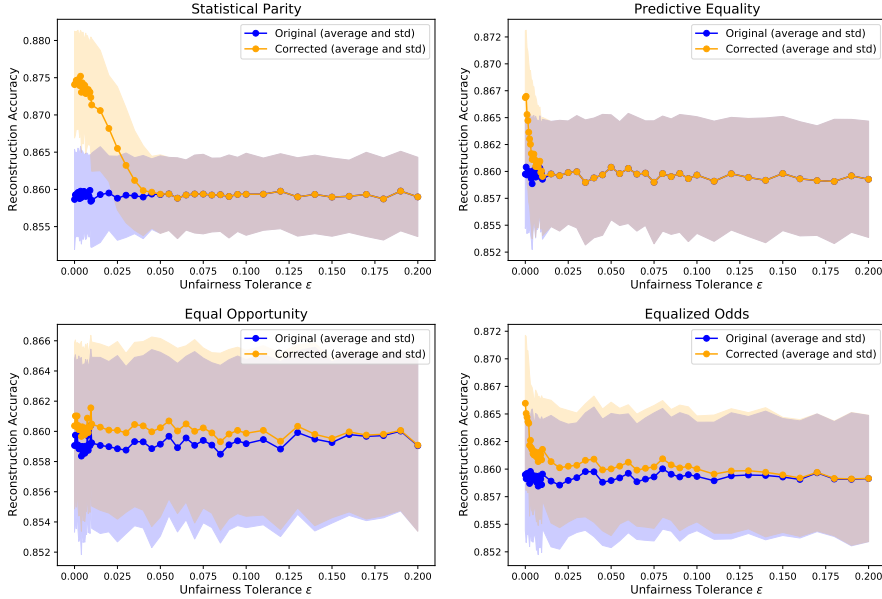 Statistical Parity
Reconstruction Accuracy
0.880
0.875
0.870
0.865
0.860
0.855
Original (average and std)
Corrected (average and std)
0.000 0.025 0.050 0.075 0.100 0.125 0.150 0.175 0.200
Unfairness Tolerance ε
Predictive Equality
Reconstruction Accuracy
0.872
0.870
0.867
0.865
0.862
0.860
0.857
0.855
0.852
Original (average and std)
Corrected (average and std)
0.000 0.025 0.050 0.075 0.100 0.125 0.150 0.175 0.200
Unfairness Tolerance ε
Equal Opportunity
Reconstruction Accuracy
0.866
0.864
0.862
0.860
0.858
0.856
0.854
0.852
Original (average and std)
Corrected (average and std)
0.000 0.025 0.050 0.075 0.100 0.125 0.150 0.175 0.200
Unfairness Tolerance ε
Equalized Odds
Reconstruction Accuracy
0.872
0.870
0.867
0.865
0.862
0.860
0.857
0.855
0.852
Original (average and std)
Corrected (average and std)
0.000 0.025 0.050 0.075 0.100 0.125 0.150 0.175 0.200
Unfairness Tolerance ε